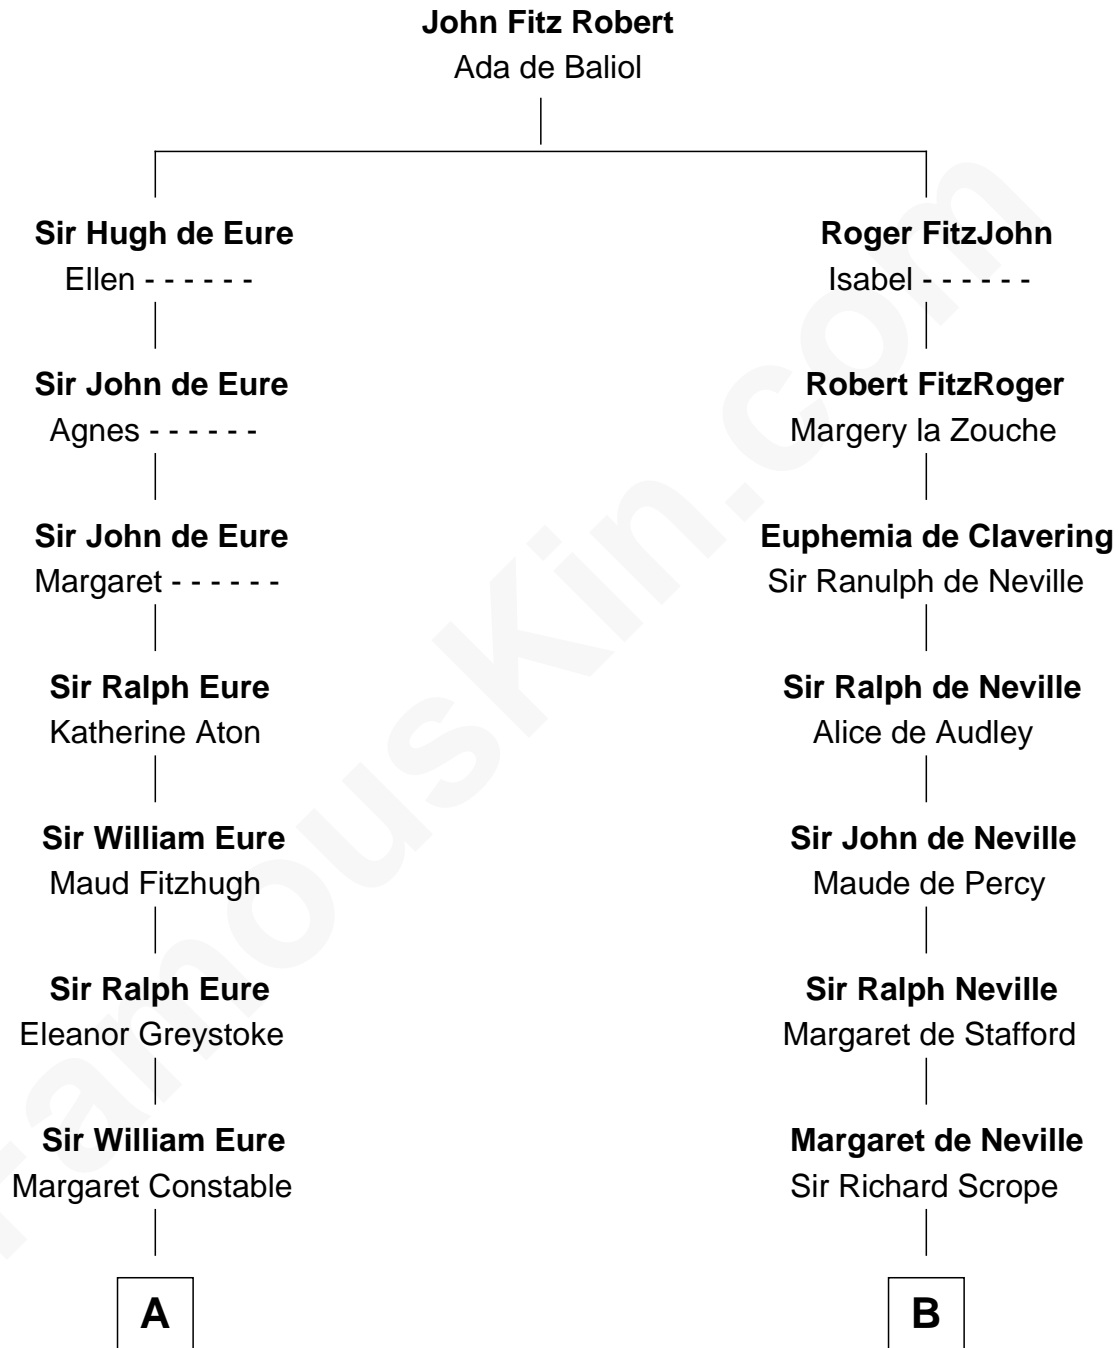 John Fitz Robert
Ada de Baliol
Sir Hugh de Eure
Ellen - - - - - -
Sir John de Eure
Agnes - - - - - -
Sir John de Eure
Margaret - - - - - -
Sir Ralph Eure
Katherine Aton
Sir William Eure
Maud Fitzhugh
Sir Ralph Eure
Eleanor Greystoke
Sir William Eure
Margaret Constable
A
Roger FitzJohn
Isabel - - - - - -
Robert FitzRoger
Margery la Zouche
Euphemia de Clavering
Sir Ranulph de Neville
Sir Ralph de Neville
Alice de Audley
Sir John de Neville
Maude de Percy
Sir Ralph Neville
Margaret de Stafford
Margaret de Neville
Sir Richard Scrope
B
FamousKin.com